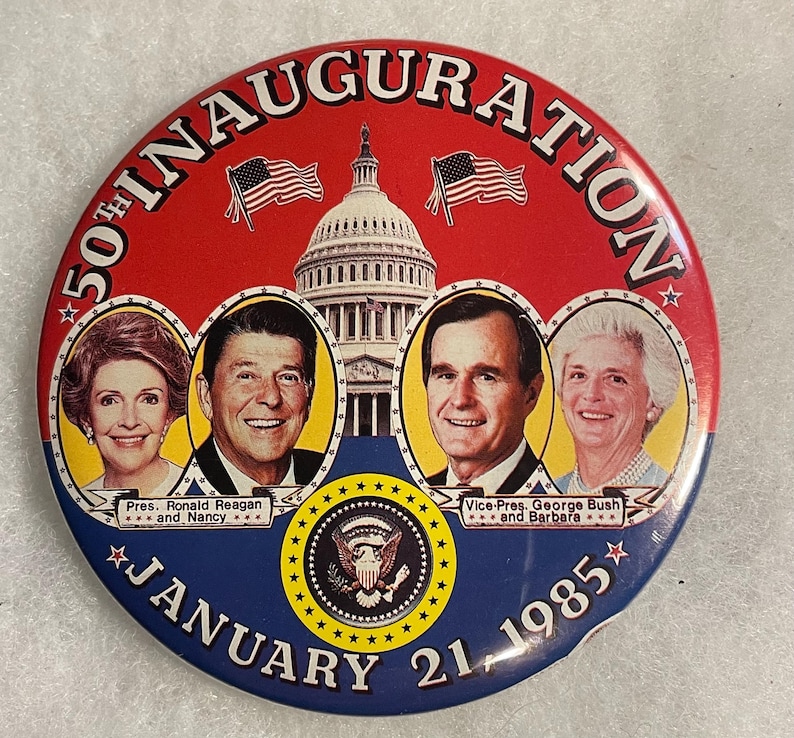 50TH INAUGURATION
Pres. Ronald Reagan
and Nancy
Vice-Pres. George Bush
and Barbara
JANUARY 21, 1985